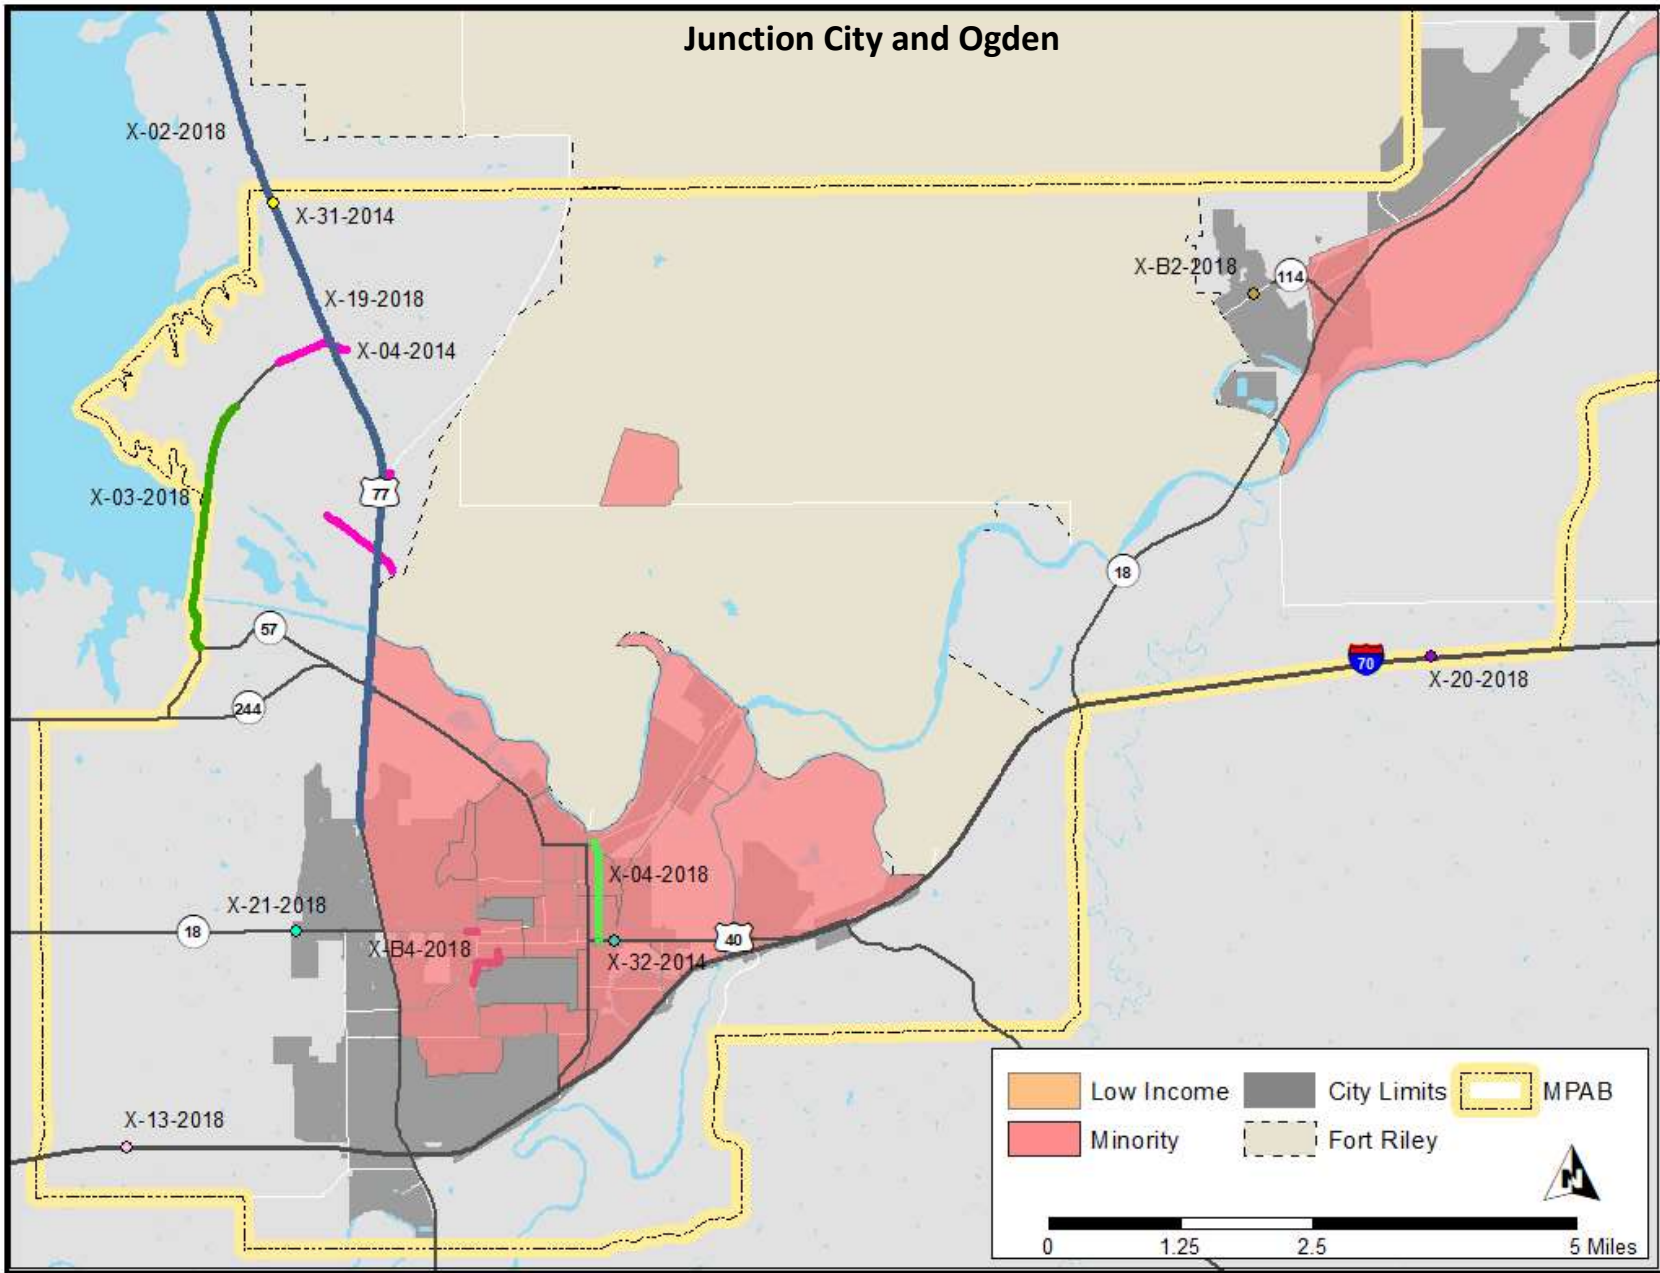 Junction City and Ogden
X-02-2018
X-31-2014
X-B2-2018
114
X-19-2018
X-04-2014
X-03-2018
77
18
57
70
X-20-2018
244
X-04-2018
X-21-2018
18
X-B4-2018
40
X-32-2014
X-13-2018
Low Income
City Limits
MPAB
Minority
Fort Riley
N
0 1.25 2.5 5 Miles